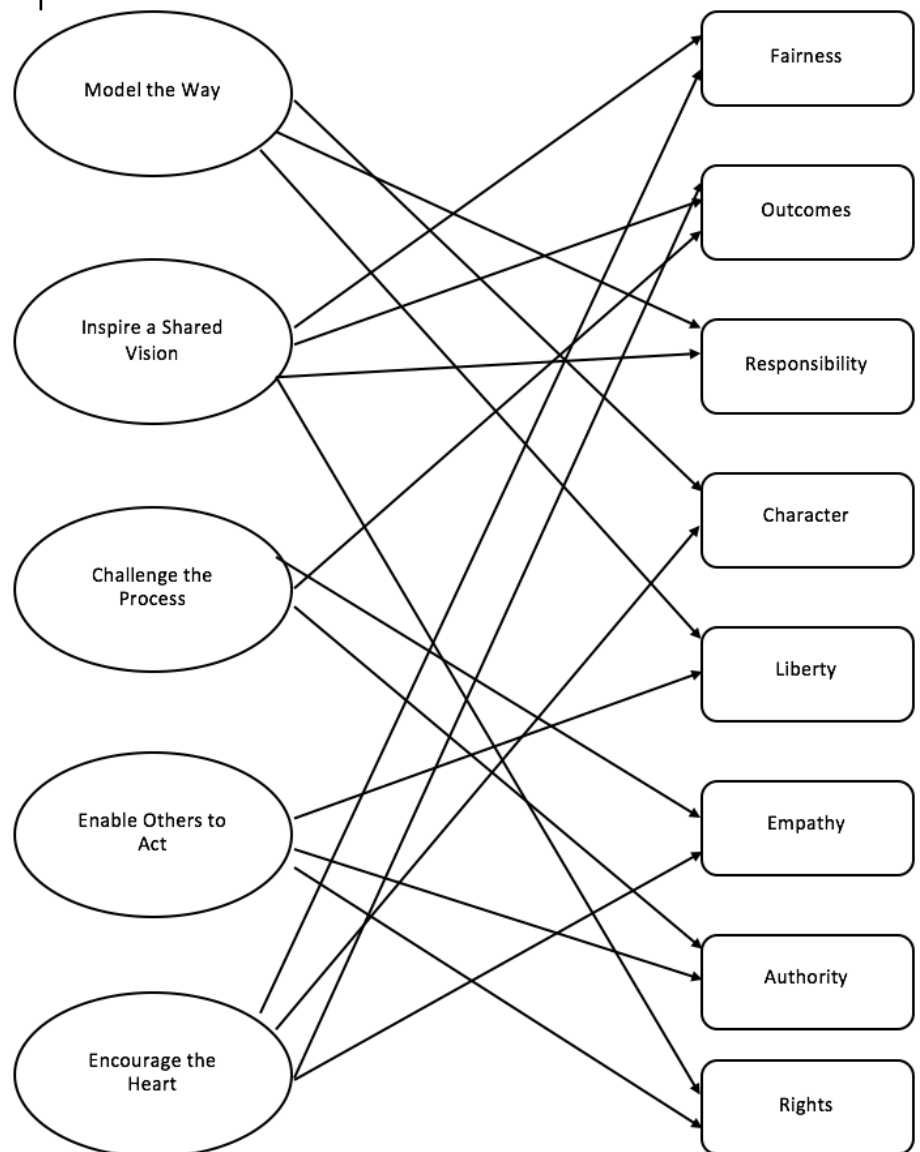 Model the Way
Inspire a Shared
Vision
Challenge the
Process
Enable Others to
Act
Encourage the
Heart
Fairness
Outcomes
Responsibility
Character
Liberty
Empathy
Authority
Rights